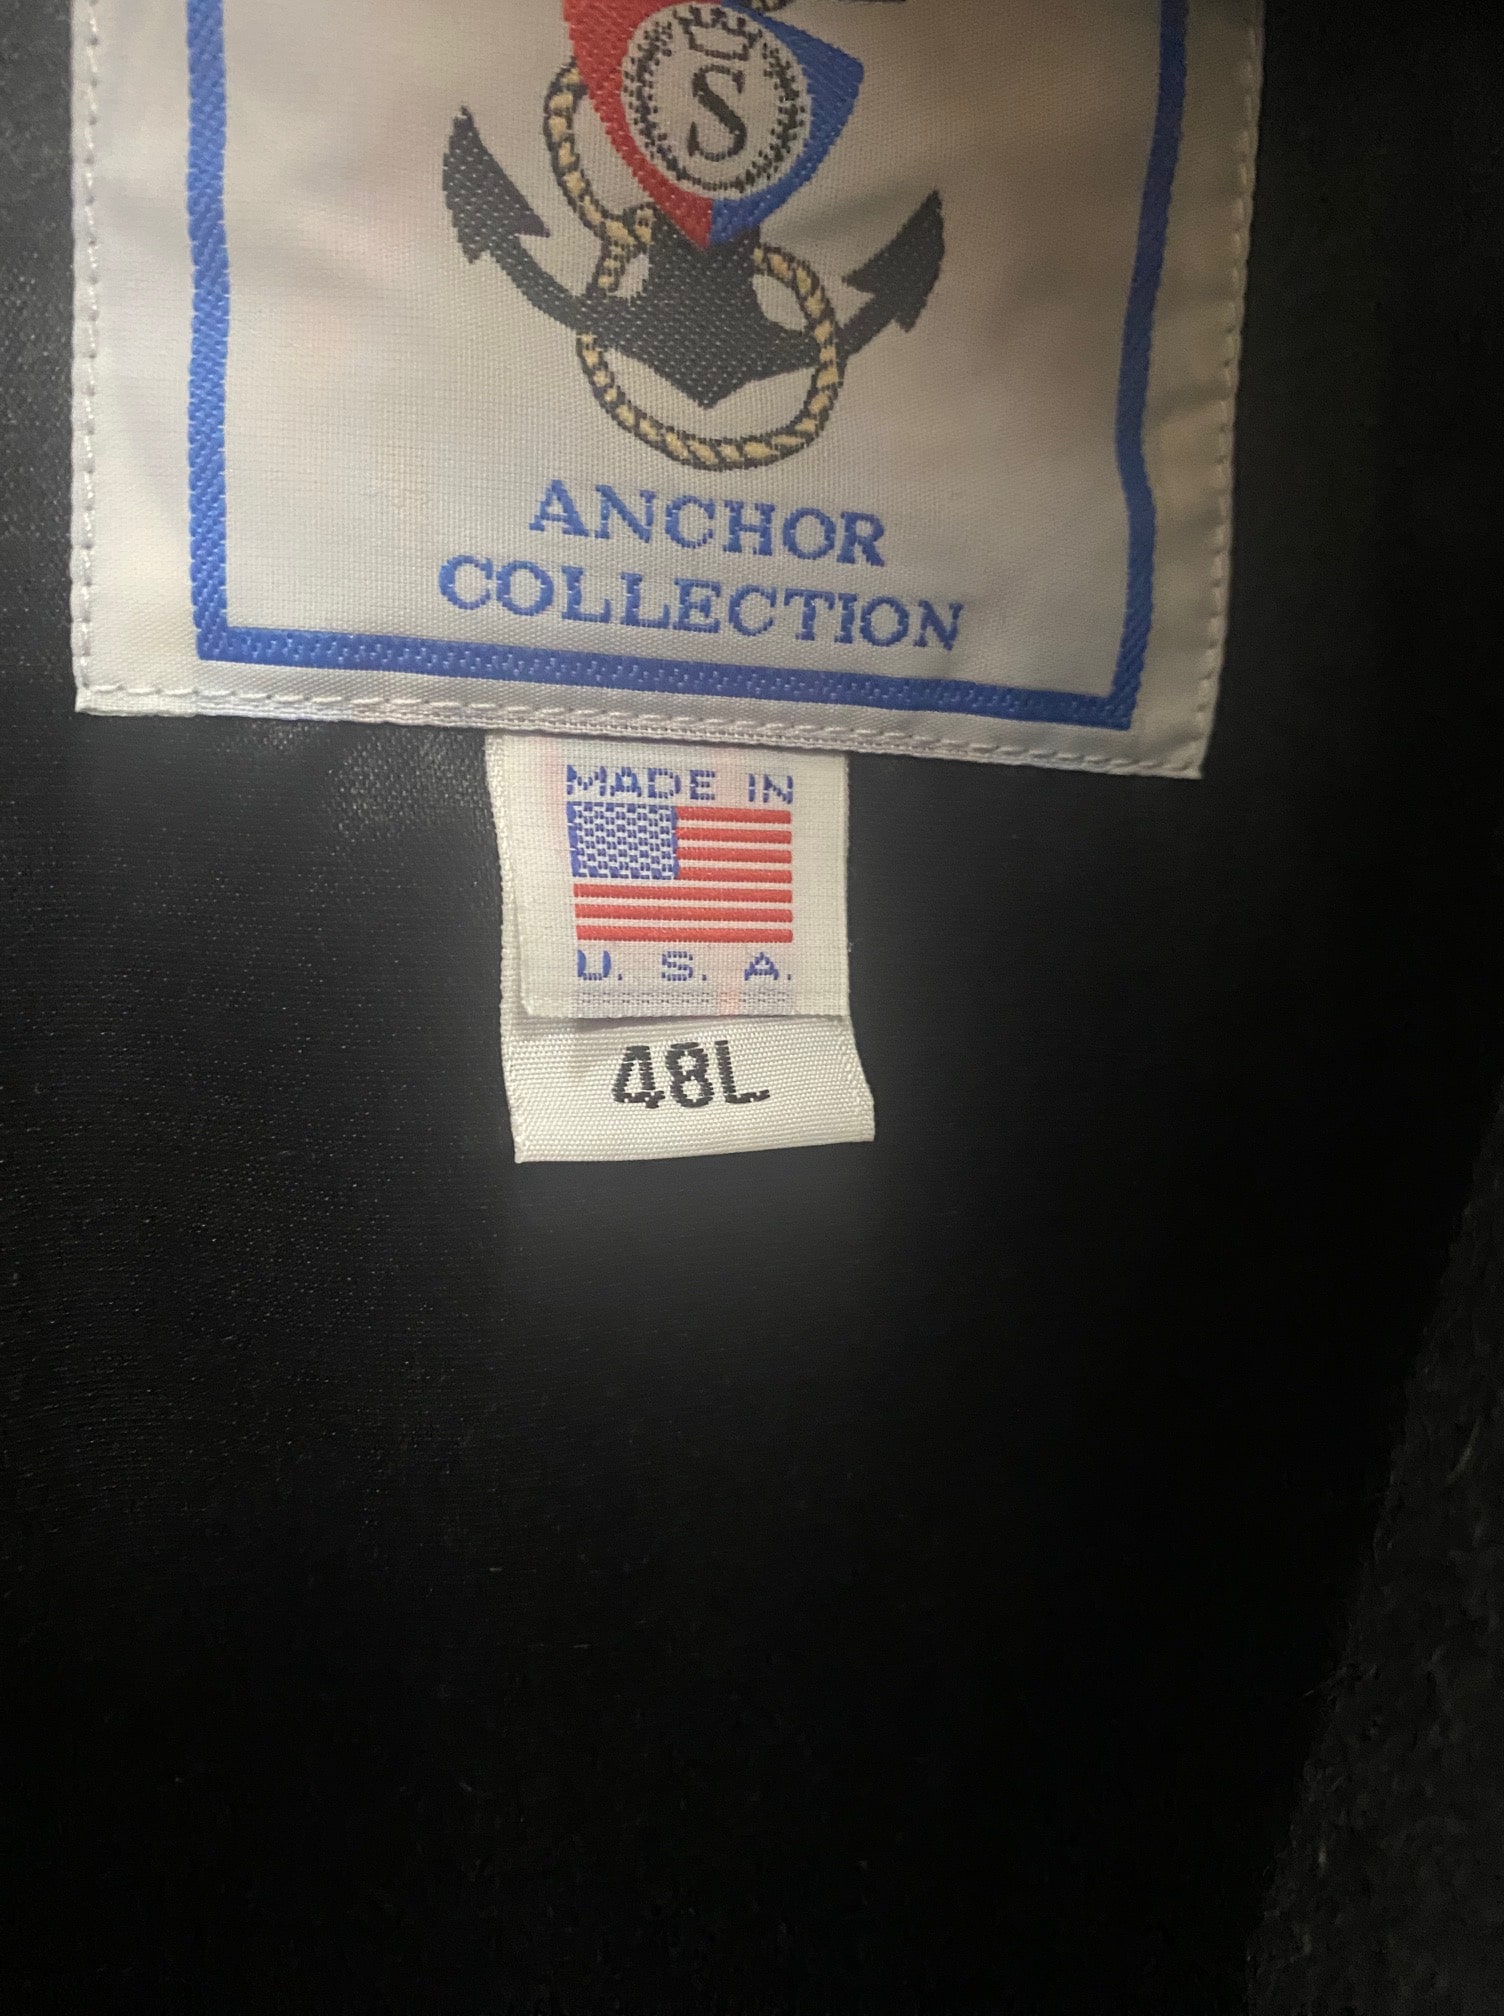 S
ANCHOR
COLLECTION
MADE IN
U. S. A.
48L